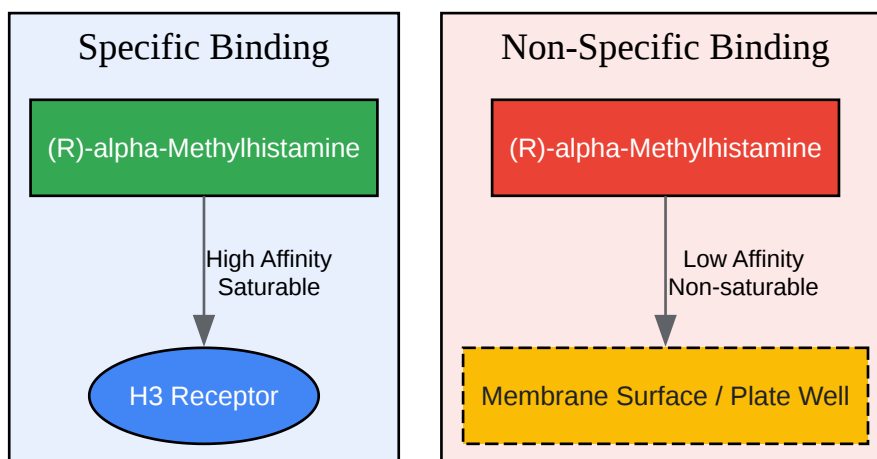 Specific Binding
(R)-alpha-Methylhistamine
High Affinity
Saturable
H3 Receptor
Non-Specific Binding
(R)-alpha-Methylhistamine
Low Affinity
Non-saturable
Membrane Surface / Plate Well